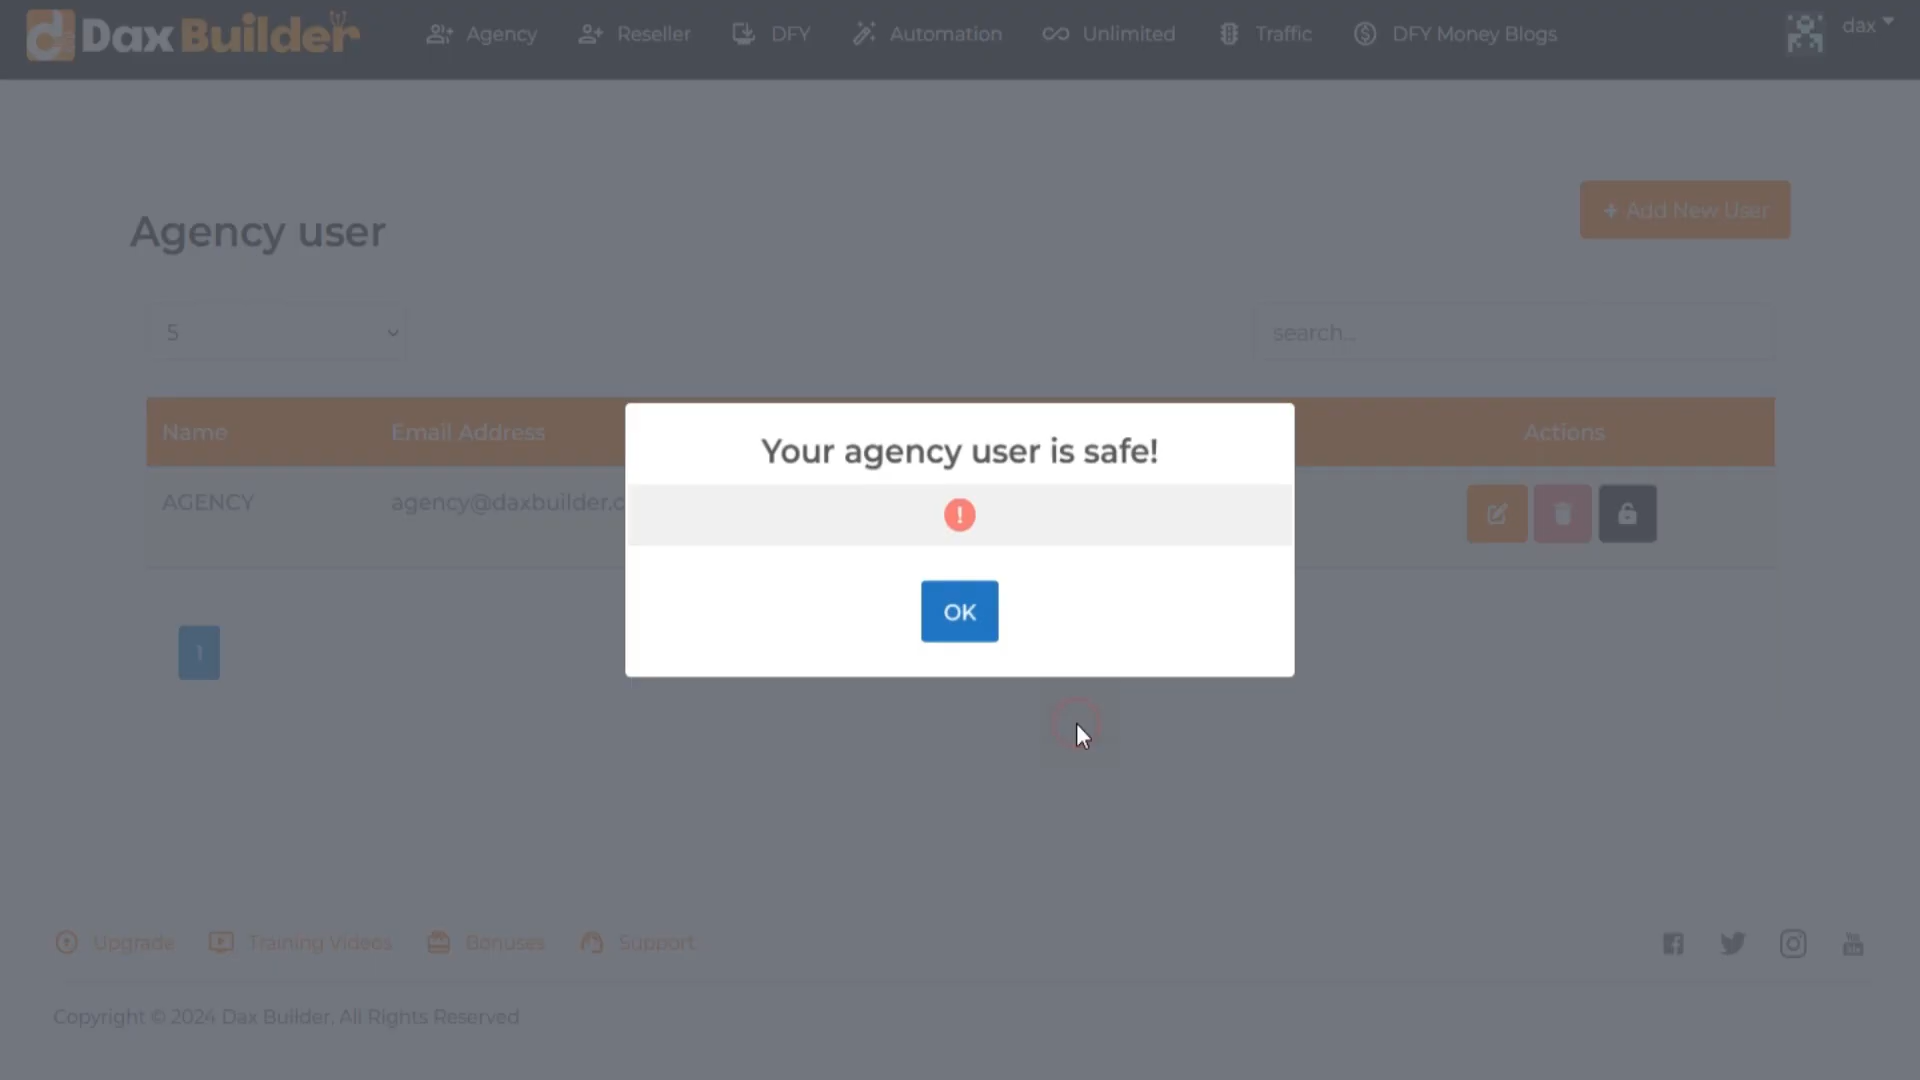 Dax Builder
Agency
Reseller
DFY
Automation
Unlimited
Traffic
DFY Money Blogs
dax
Agency user
+ Add New User
5
search...
Name
Email Address
Actions
AGENCY
agency@daxbuilder.c
Your agency user is safe!
!
OK
1
Upgrade
Training Videos
Bonuses
Support
Copyright © 2024 Dax Builder. All Rights Reserved